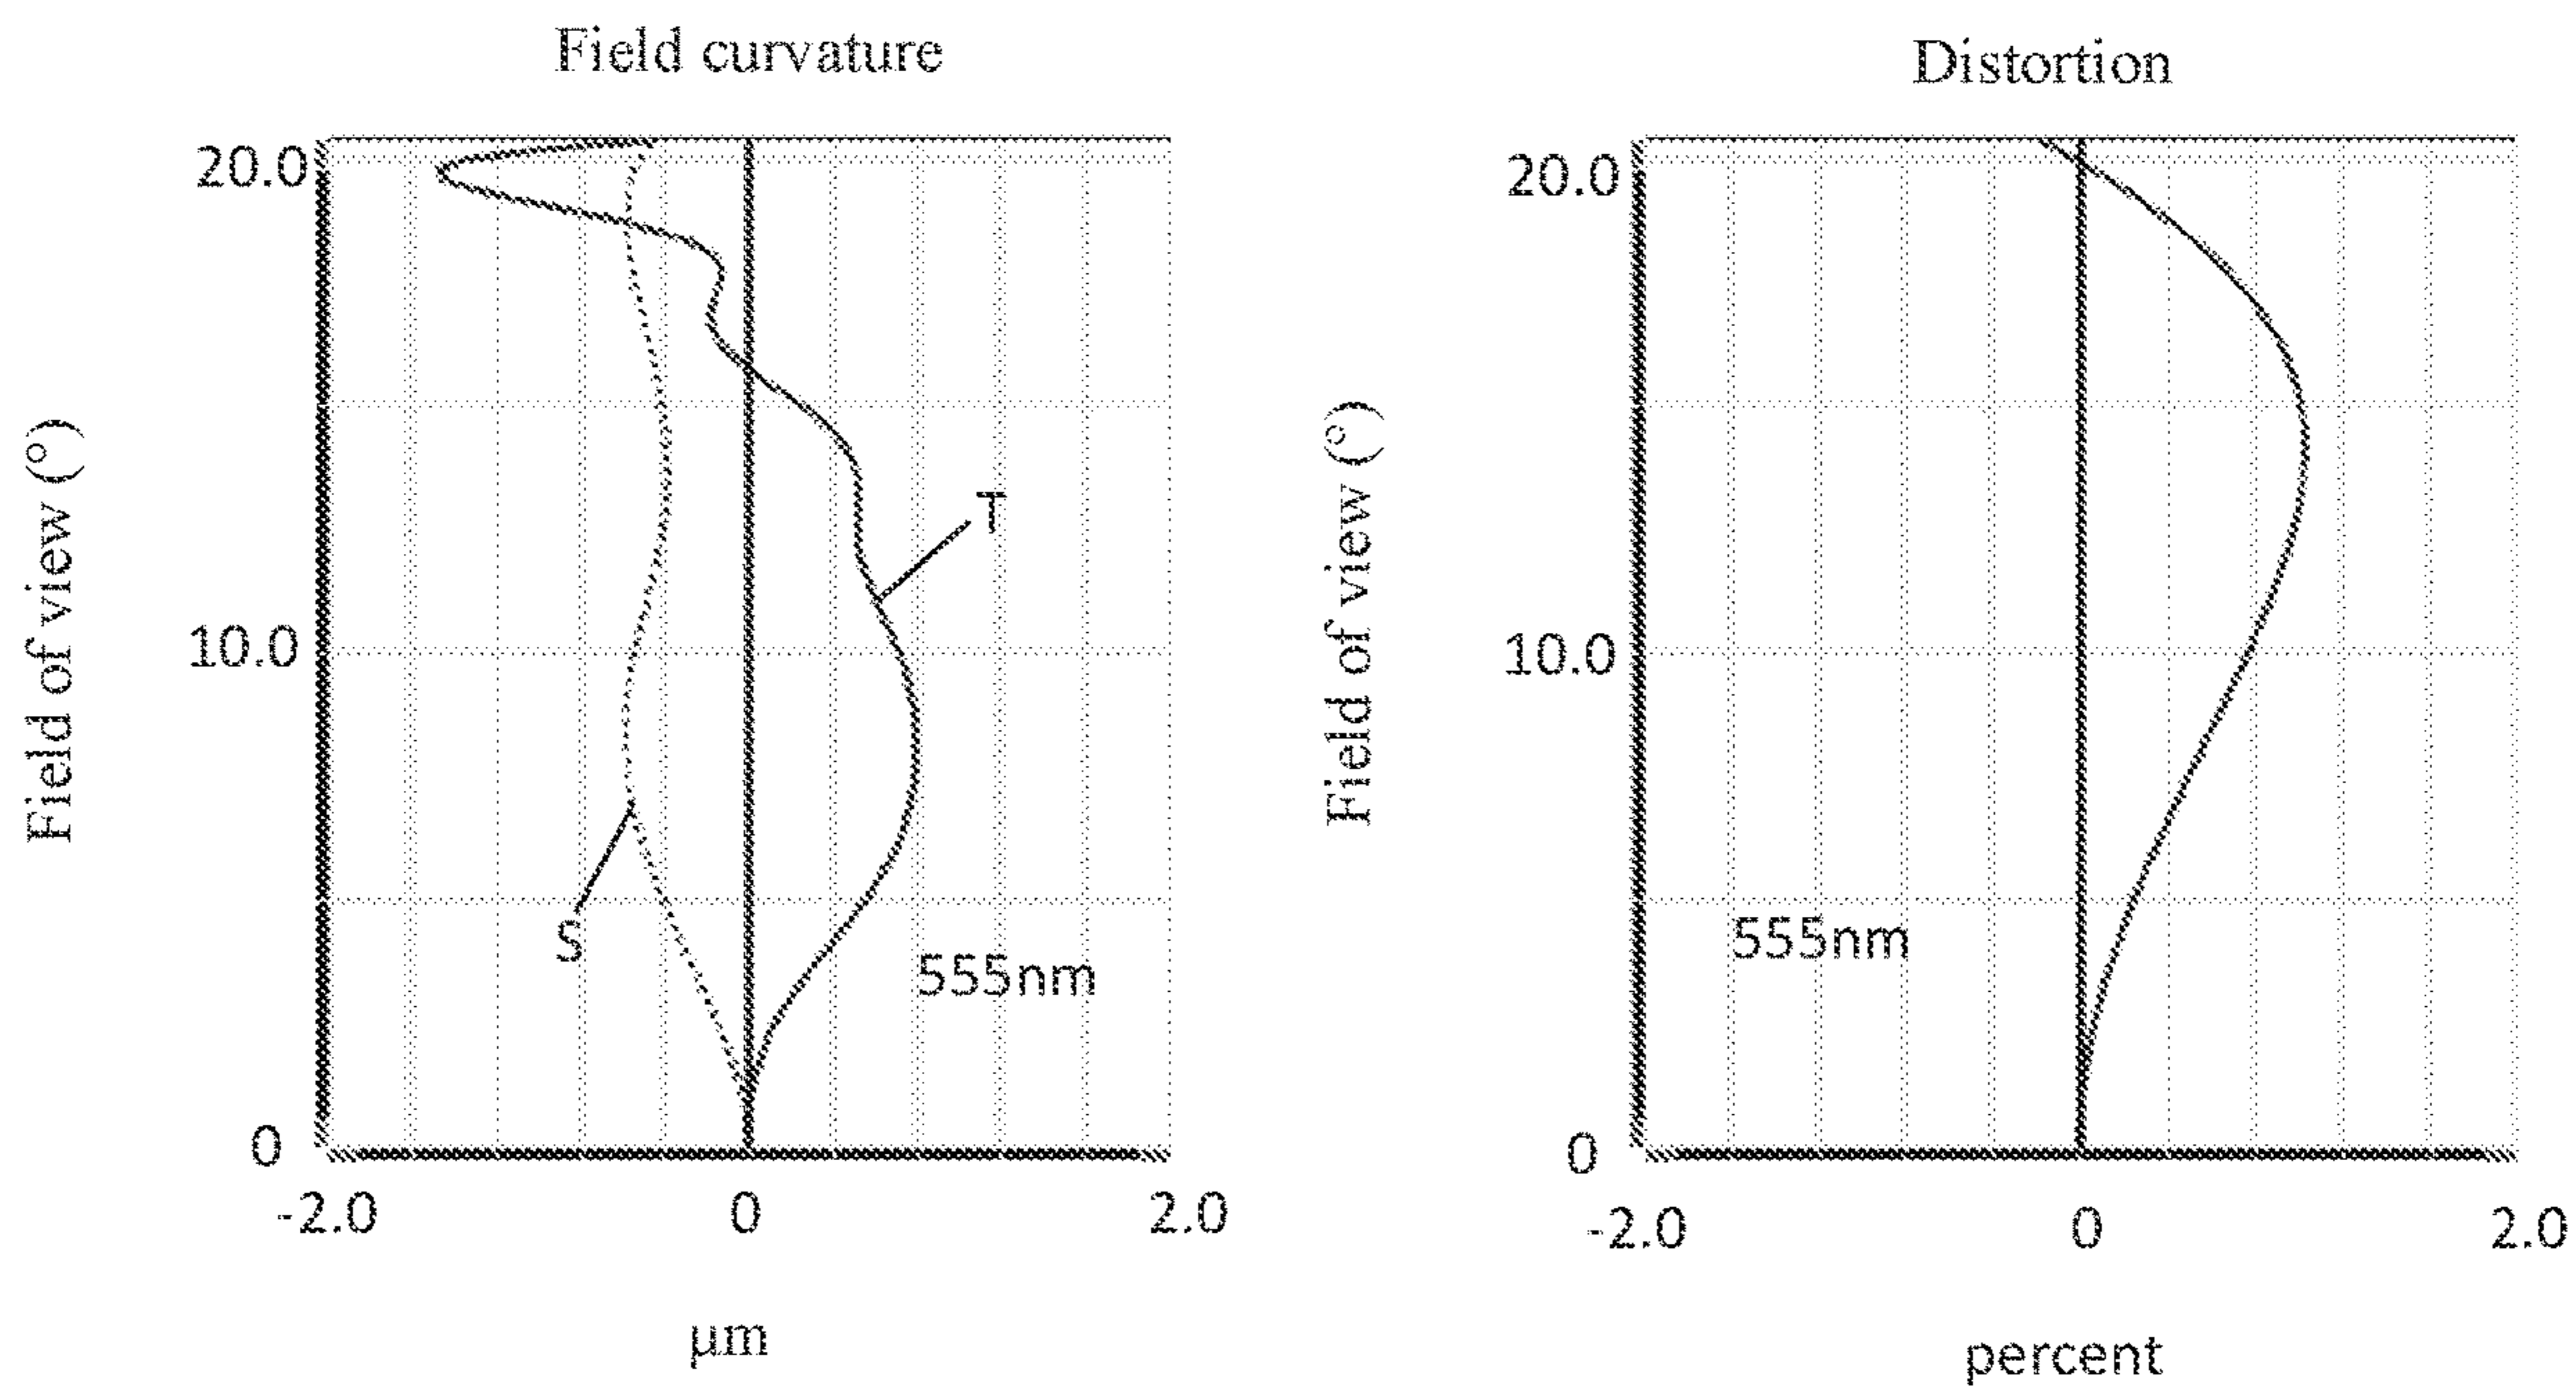 Field curvature
20.0
10.0
0
Field of view (°)
T
S
555nm
-2.0 0 2.0
μm
Distortion
20.0
10.0
0
Field of view (°)
555nm
-2.0 0 2.0
percent